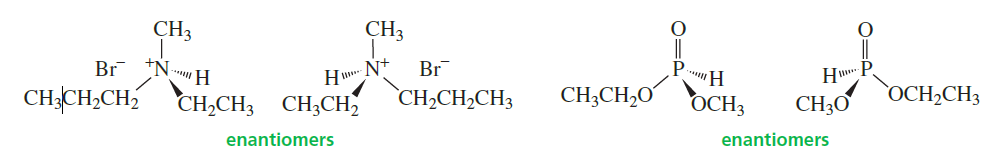 CH₃ CH₃ O O
Br⁻ ⁺N H H N⁺ Br⁻ P H H P
CH₃CH₂CH₂ CH₂CH₃ CH₃CH₂ CH₂CH₂CH₃ CH₃CH₂O OCH₃ CH₃O OCH₂CH₃
enantiomers enantiomers